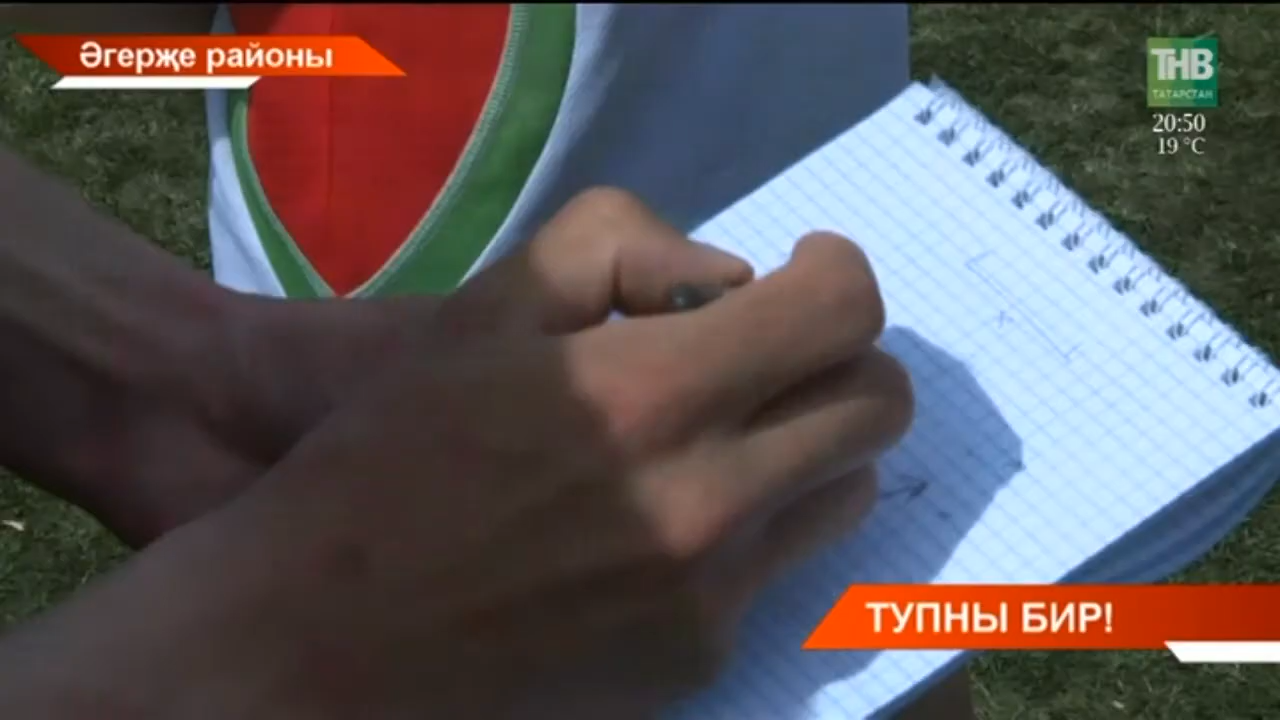 Әгерҗе районы
ТНВ
ТАТАРСТАН
20:50
19 °C
ТУПНЫ БИР!